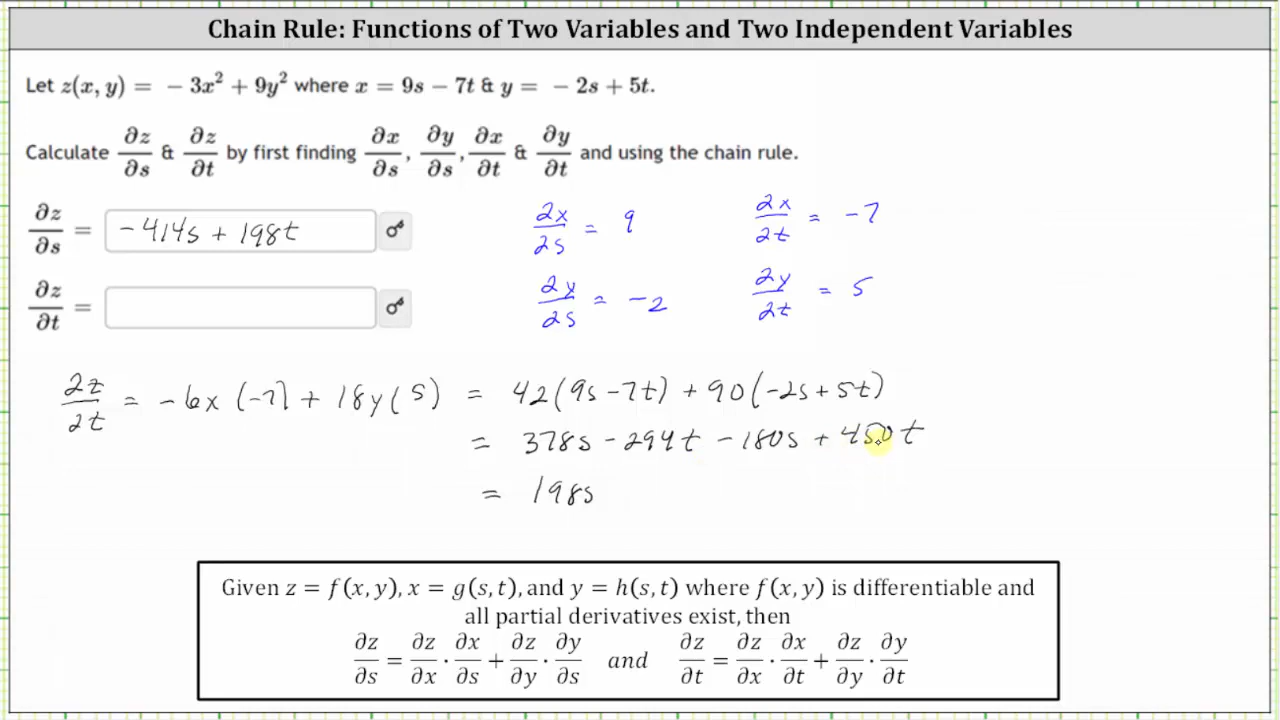 Chain Rule: Functions of Two Variables and Two Independent Variables
Let z(x, y) = − 3x² + 9y² where x = 9s − 7t & y = − 2s + 5t.
Calculate ∂z/∂s & ∂z/∂t by first finding ∂x/∂s, ∂y/∂s, ∂x/∂t & ∂y/∂t and using the chain rule.
∂z/∂s = -414s + 198t
∂x/∂s = 9
∂x/∂t = -7
∂z/∂t =
∂y/∂s = -2
∂y/∂t = 5
∂z/∂t = -6x(-7) + 18y(5) = 42(9s - 7t) + 90(-2s + 5t)
= 378s - 294t - 180s + 450t
= 198s
Given z = f(x, y), x = g(s, t), and y = h(s, t) where f(x, y) is differentiable and
all partial derivatives exist, then
∂z/∂s = ∂z/∂x · ∂x/∂s + ∂z/∂y · ∂y/∂s and ∂z/∂t = ∂z/∂x · ∂x/∂t + ∂z/∂y · ∂y/∂t